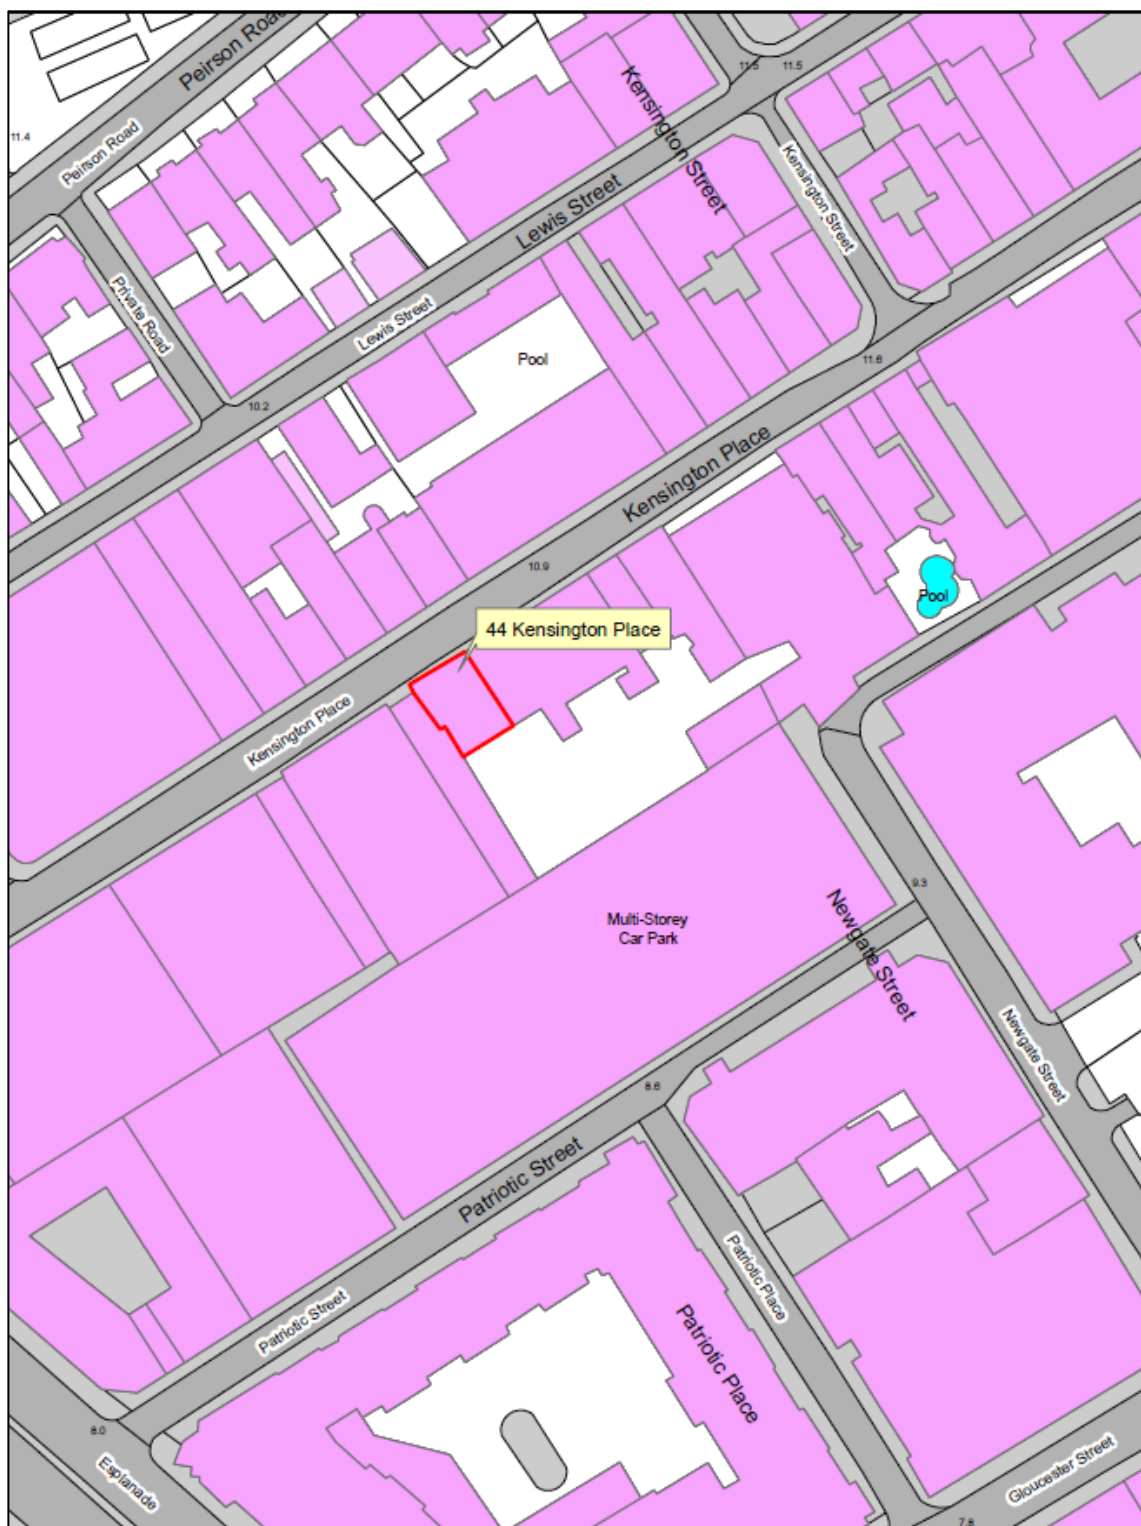 Peirson Road
11.4
Peirson Road
11.5
11.5
Kensington Street
Kensington Street
Lewis Street
Private Road
Lewis Street
Pool
11.6
10.2
Kensington Place
10.9
Pool
44 Kensington Place
Kensington Place
9.3
Multi-Storey
Car Park
Newgate Street
Newgate Street
8.6
Patriotic Street
Patriotic Place
Patriotic Street
Patriotic Place
8.0
Esplanade
Gloucester Street
7.8